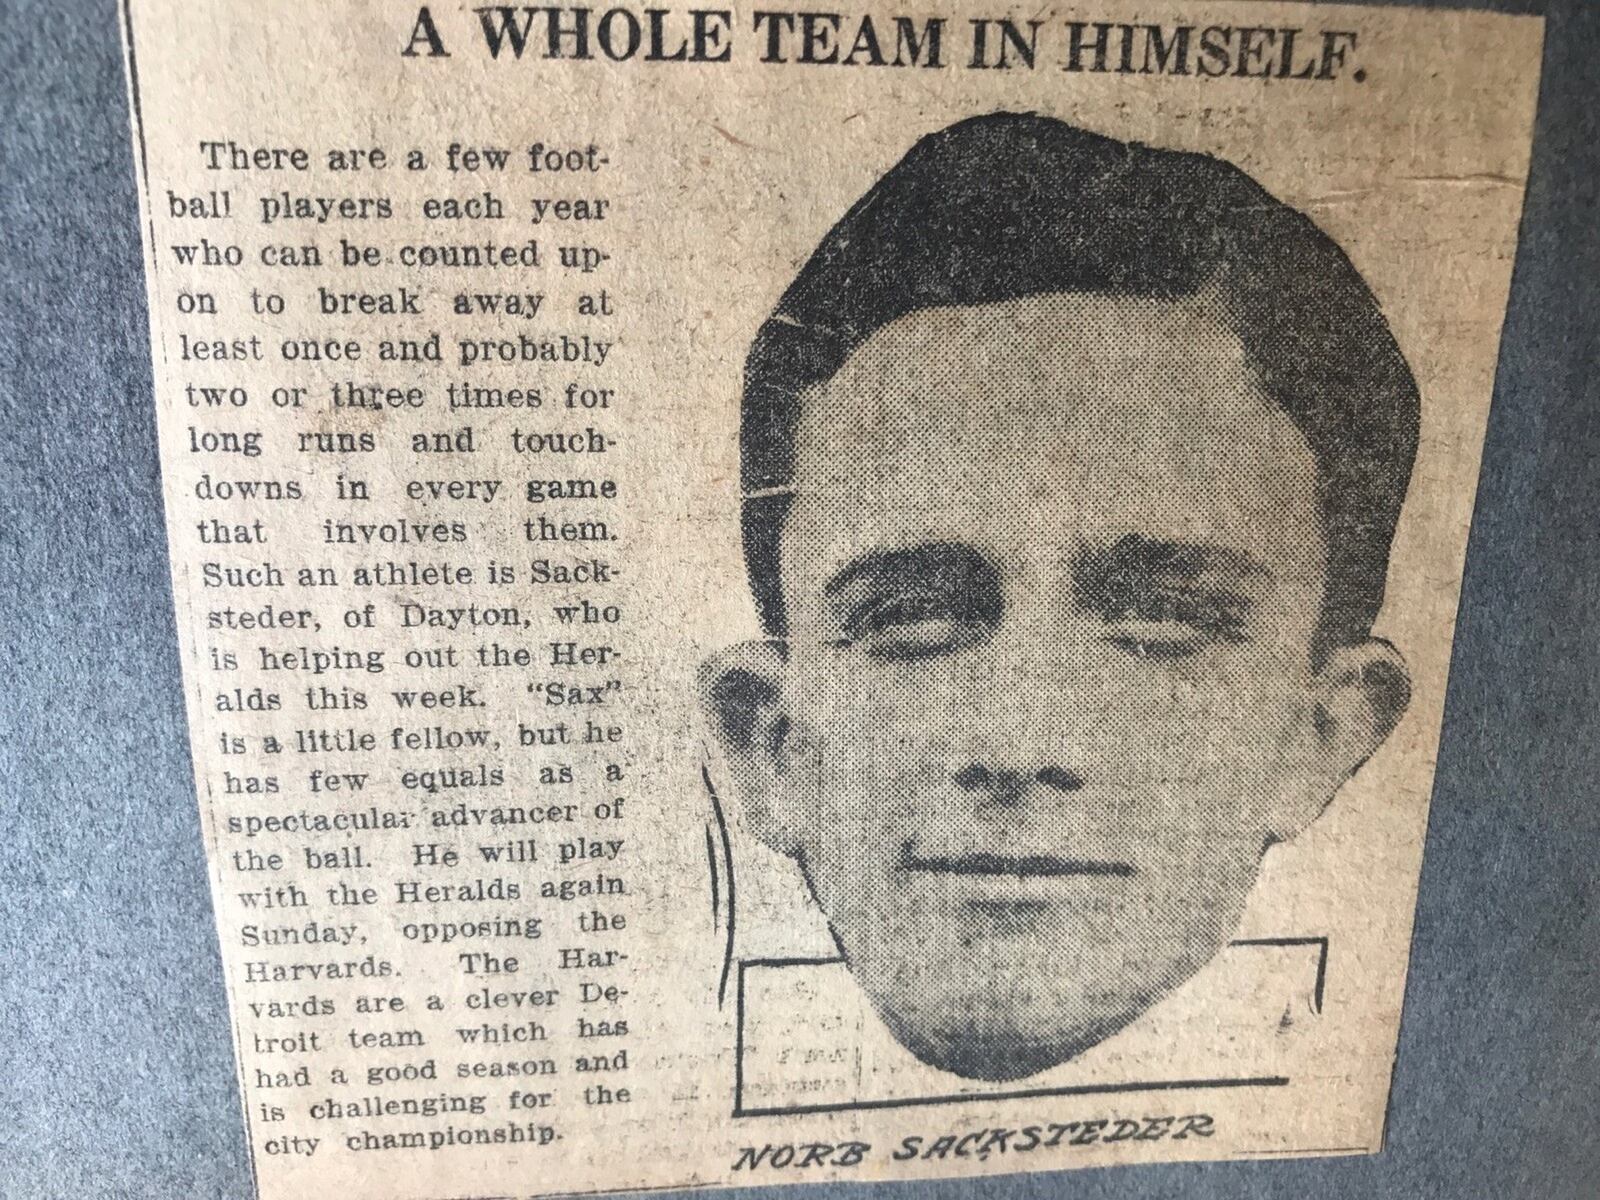 A WHOLE TEAM IN HIMSELF.
There are a few foot-
ball players each year
who can be counted up-
on to break away at
least once and probably
two or three times for
long runs and touch-
downs in every game
that involves them.
Such an athlete is Sack-
steder, of Dayton, who
is helping out the Her-
alds this week. "Sax"
is a little fellow, but he
has few equals as a
spectacular advancer of
the ball. He will play
with the Heralds again
Sunday, opposing the
Harvards. The Har-
vards are a clever De-
troit team which has
had a good season and
is challenging for the
city championship.
NORB SACKSTEDER